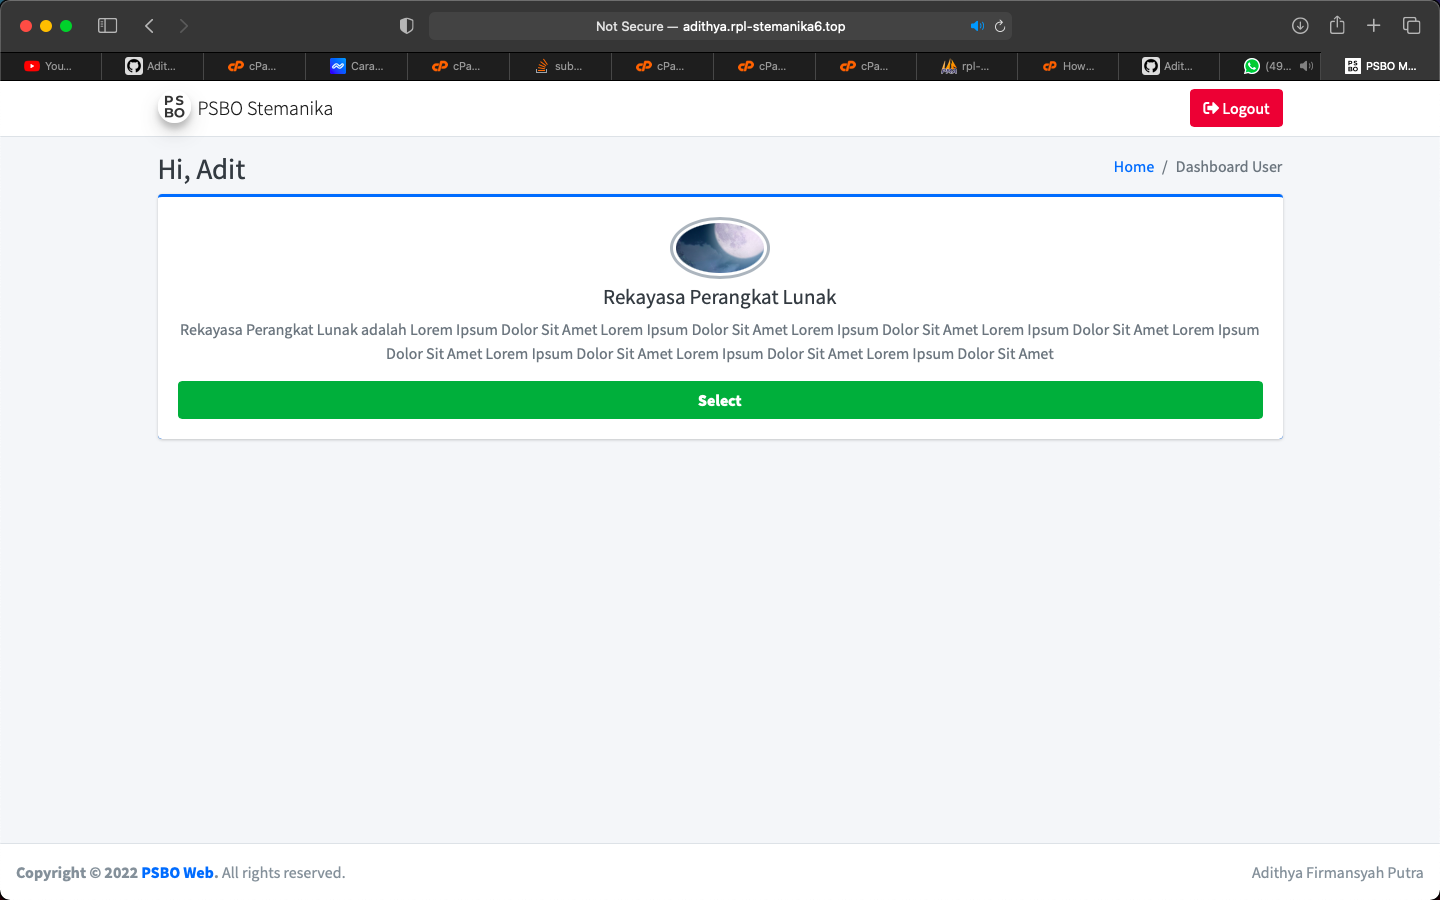 Not Secure — adithya.rpl-stemanika6.top
You... Adit... cPa... Cara... cPa... sub... cPa... cPa... cPa... rpl-... How... Adit... (49... PSBO M...
PS BO PSBO Stemanika Logout
Hi, Adit Home / Dashboard User
Rekayasa Perangkat Lunak
Rekayasa Perangkat Lunak adalah Lorem Ipsum Dolor Sit Amet Lorem Ipsum Dolor Sit Amet Lorem Ipsum Dolor Sit Amet Lorem Ipsum Dolor Sit Amet Lorem Ipsum
Dolor Sit Amet Lorem Ipsum Dolor Sit Amet Lorem Ipsum Dolor Sit Amet Lorem Ipsum Dolor Sit Amet
Select
Copyright © 2022 PSBO Web. All rights reserved. Adithya Firmansyah Putra